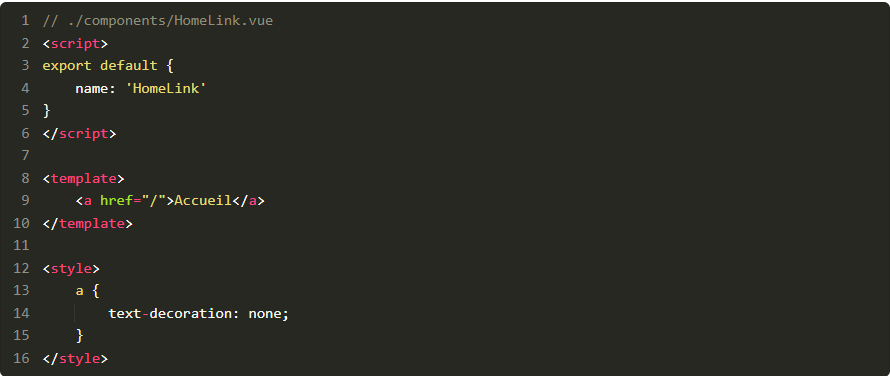 1 // ./components/HomeLink.vue
2 <script>
3 export default {
4     name: 'HomeLink'
5 }
6 </script>
7
8 <template>
9     <a href="/">Accueil</a>
10 </template>
11
12 <style>
13     a {
14         text-decoration: none;
15     }
16 </style>